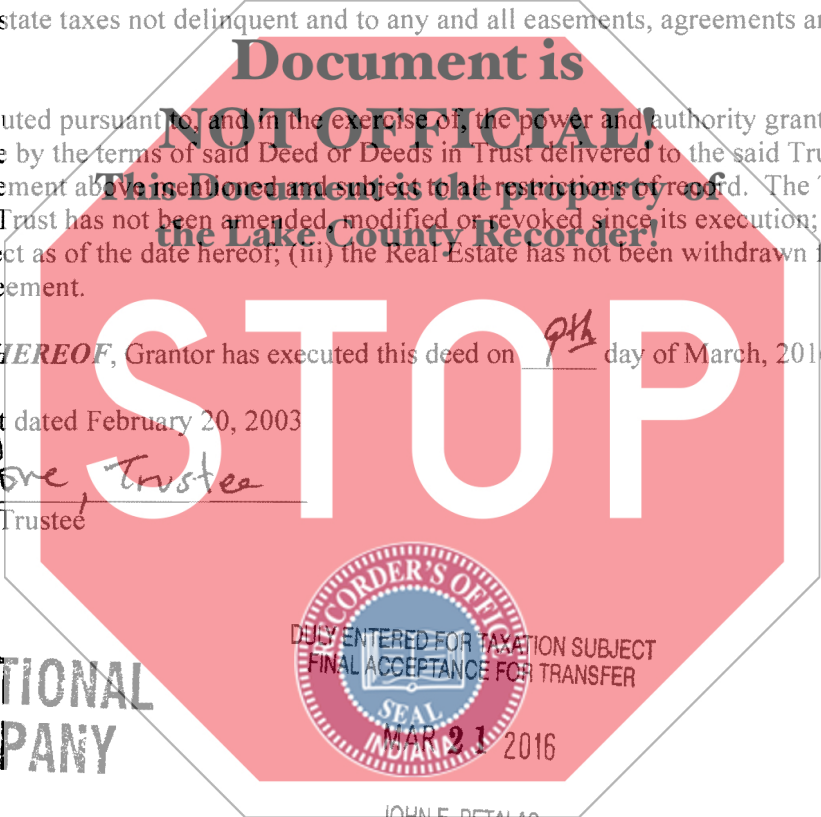 state taxes not delinquent and to any and all easements, agreements
Document is
NOT OFFICIAL!
uted pursuant to, and in the exercise of, the power and authority grant
e by the terms of said Deed or Deeds in Trust delivered to the said Tru
This Document is the property of
ement above mentioned and subject to all restrictions of record. The
Trust has not been amended, modified or revoked since its execution;
the Lake County Recorder!
ct as of the date hereof; (iii) the Real Estate has not been withdrawn f
eement.
STOP
HEREOF, Grantor has executed this deed on 9th day of March, 201
t dated February 20, 2003
ore, Trustee
Trustee
RECORDER'S OFFICE
SEAL
INDIANA
DULY ENTERED FOR TAXATION SUBJECT
FINAL ACCEPTANCE FOR TRANSFER
MAR 21 2016
TIONAL
PANY
JOHN E. PETALAS